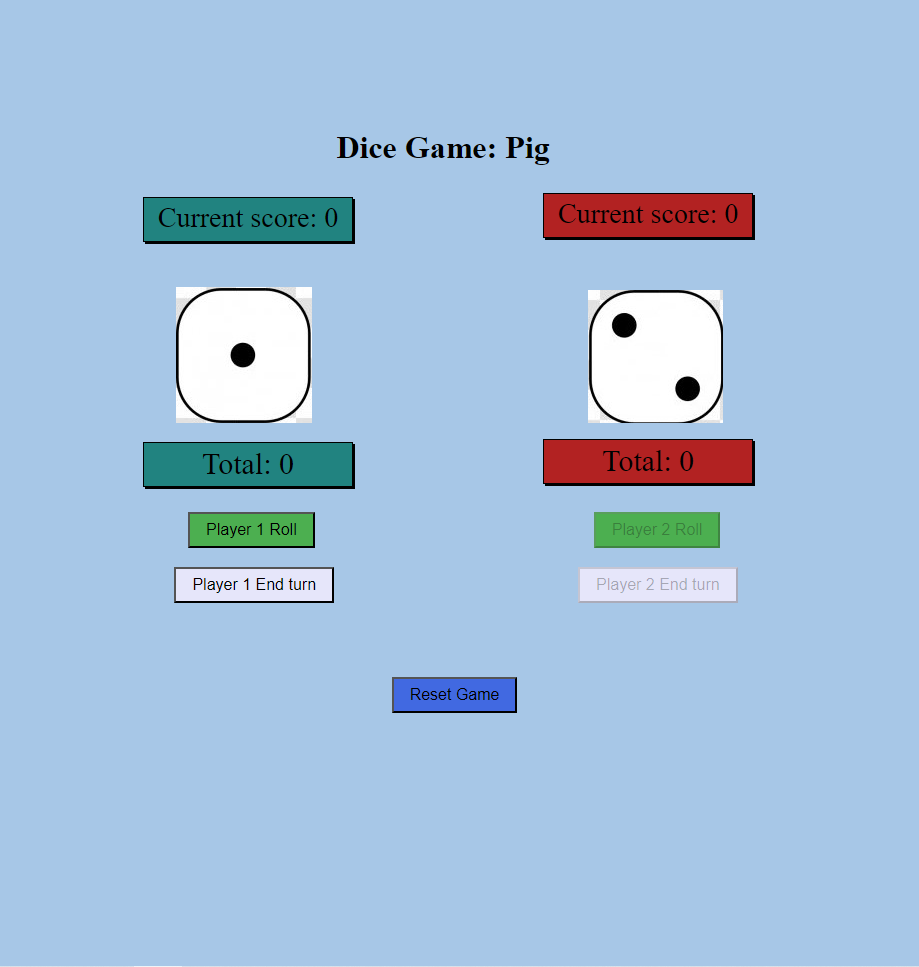 Dice Game: Pig
Current score: 0
Current score: 0
Total: 0
Total: 0
Player 1 Roll
Player 2 Roll
Player 1 End turn
Player 2 End turn
Reset Game